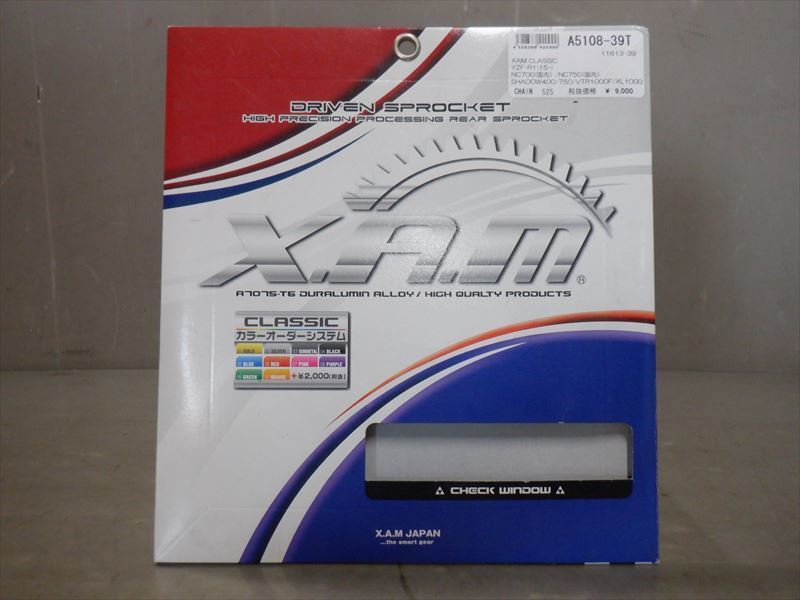 A5108-39T
11613-39
XAM CLASSIC
YZF-R1(15-)
NC700(国内) /NC750(国内)
SHADOW400/750/VTR1000F/XL1000
CHAIN 525 税抜価格 ¥ 9,000
DRIVEN SPROCKET
HIGH PRECISION PROCESSING REAR SPROCKET
X.A.M®
A7075-T6 DURALUMIN ALLOY/HIGH QUALTY PRODUCTS
CLASSIC
カラーオーダーシステム
GOLD SILVER GUNMETAL BLACK
BLUE RED PINK PURPLE
GREEN ORANGE +¥2,000(税抜)
CHECK WINDOW
X.A.M JAPAN
...the smart gear